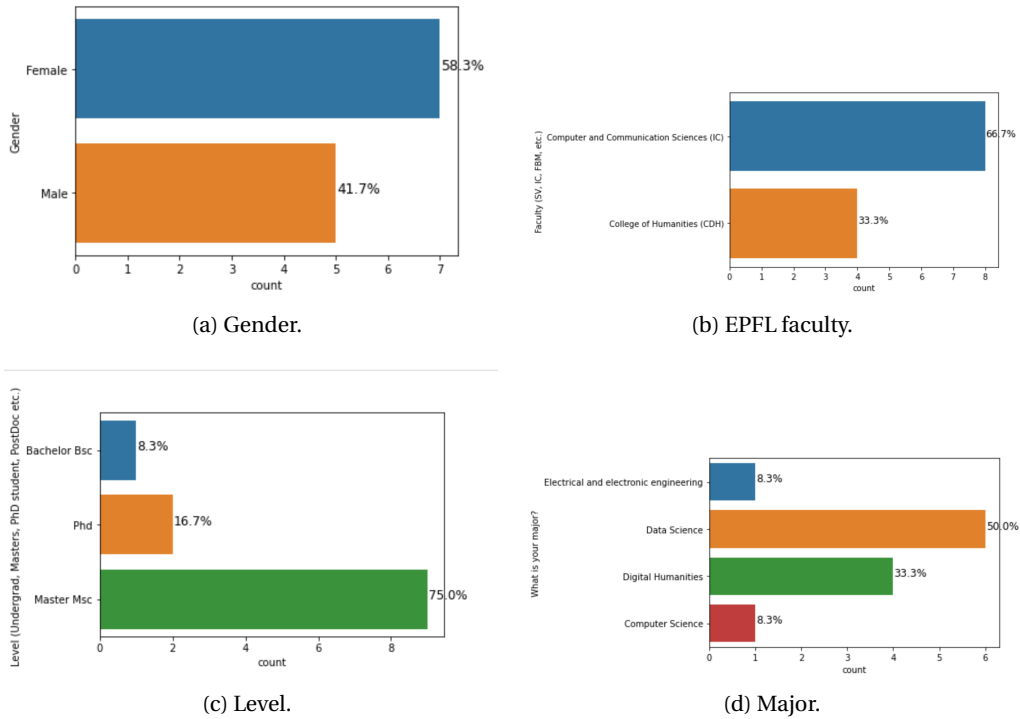 Female
58.3%
Gender
Male
41.7%
0 1 2 3 4 5 6 7
count
(a) Gender.
Faculty (SV, IC, FBM, etc.)
Computer and Communication Sciences (IC)
66.7%
College of Humanities (CDH)
33.3%
0 1 2 3 4 5 6 7 8
count
(b) EPFL faculty.
Level (Undergrad, Masters, PhD student, PostDoc etc.)
Bachelor Bsc
8.3%
Phd
16.7%
Master Msc
75.0%
0 2 4 6 8
count
(c) Level.
What is your major?
Electrical and electronic engineering
8.3%
Data Science
50.0%
Digital Humanities
33.3%
Computer Science
8.3%
0 1 2 3 4 5 6
count
(d) Major.